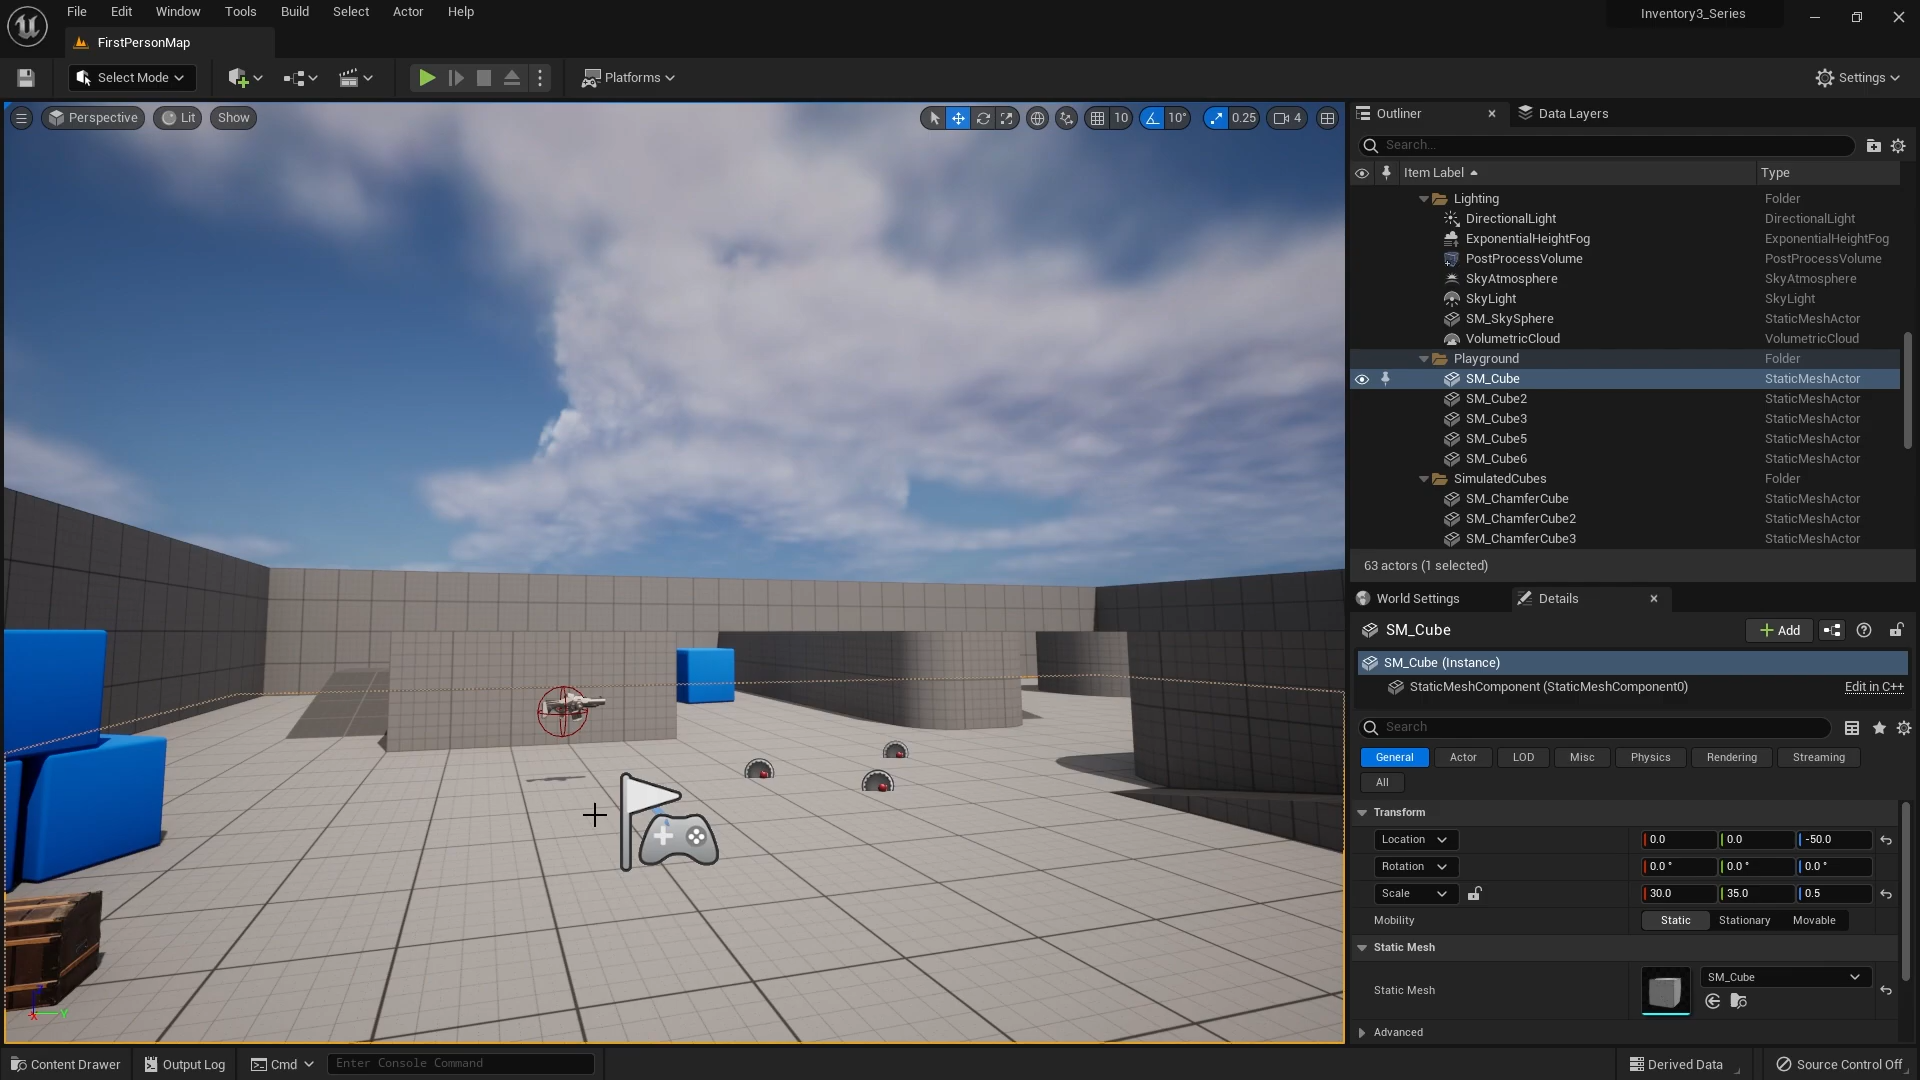 File Edit Window Tools Build Select Actor Help
Inventory3_Series
FirstPersonMap
Select Mode
Platforms
Settings
Perspective Lit Show
10 10° 0.25 4
Outliner
Data Layers
Search...
Item Label Type
Lighting Folder
DirectionalLight DirectionalLight
ExponentialHeightFog ExponentialHeightFog
PostProcessVolume PostProcessVolume
SkyAtmosphere SkyAtmosphere
SkyLight SkyLight
SM_SkySphere StaticMeshActor
VolumetricCloud VolumetricCloud
Playground Folder
SM_Cube StaticMeshActor
SM_Cube2 StaticMeshActor
SM_Cube3 StaticMeshActor
SM_Cube5 StaticMeshActor
SM_Cube6 StaticMeshActor
SimulatedCubes Folder
SM_ChamferCube StaticMeshActor
SM_ChamferCube2 StaticMeshActor
SM_ChamferCube3 StaticMeshActor
63 actors (1 selected)
World Settings
Details
SM_Cube
Add
SM_Cube (Instance)
StaticMeshComponent (StaticMeshComponent0) Edit in C++
Search
General Actor LOD Misc Physics Rendering Streaming
All
Transform
Location 0.0 0.0 -50.0
Rotation 0.0 ° 0.0 ° 0.0 °
Scale 30.0 35.0 0.5
Mobility Static Stationary Movable
Static Mesh
Static Mesh SM_Cube
Advanced
Content Drawer Output Log Cmd Enter Console Command
Derived Data Source Control Off
X Y